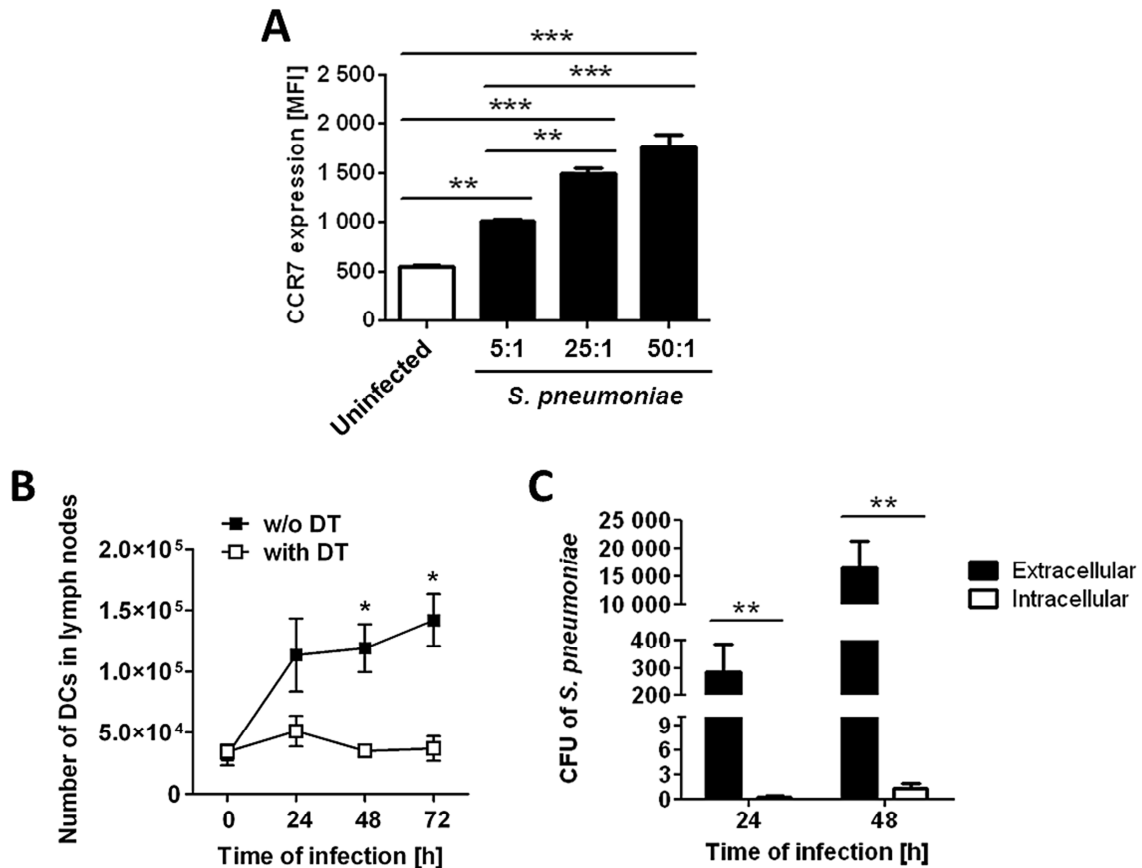 A
***
***
***
**
**
CCR7 expression [MFI]
2 500
2 000
1 500
1 000
500
0
Uninfected
5:1 25:1 50:1
S. pneumoniae
B
w/o DT
with DT
Number of DCs in lymph nodes
2.0×10⁵
1.5×10⁵
1.0×10⁵
5.0×10⁴
0
*
*
0 24 48 72
Time of infection [h]
C
CFU of S. pneumoniae
25 000
20 000
15 000
10 000
400
300
200
9
6
3
0
**
**
Extracellular
Intracellular
24 48
Time of infection [h]